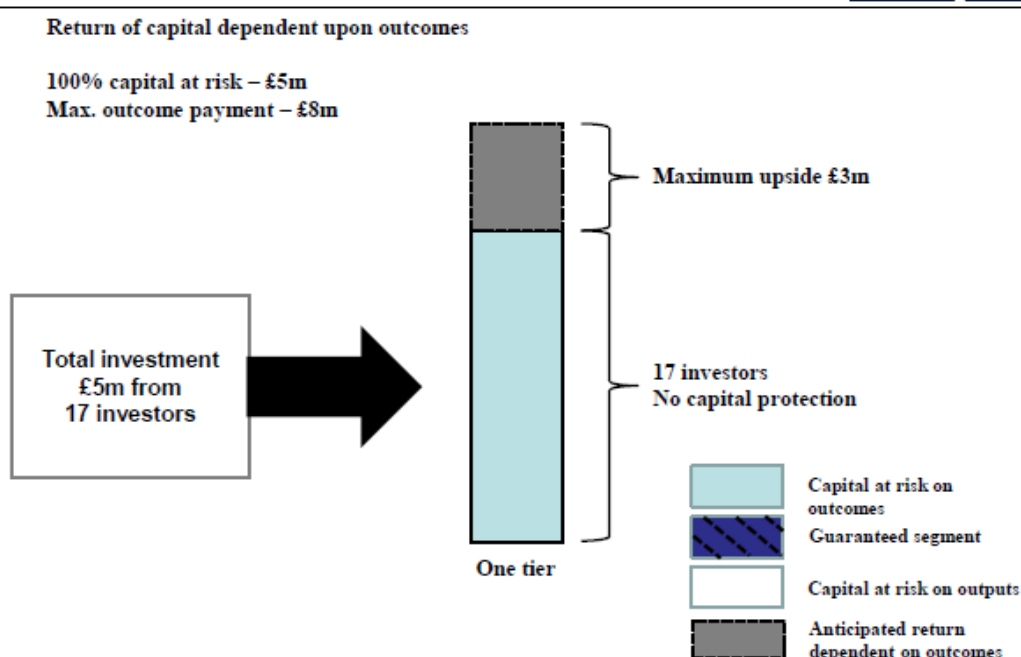 Return of capital dependent upon outcomes
100% capital at risk – £5m
Max. outcome payment – £8m
Maximum upside £3m
Total investment
£5m from
17 investors
17 investors
No capital protection
One tier
Capital at risk on
outcomes
Guaranteed segment
Capital at risk on outputs
Anticipated return
dependent on outcomes